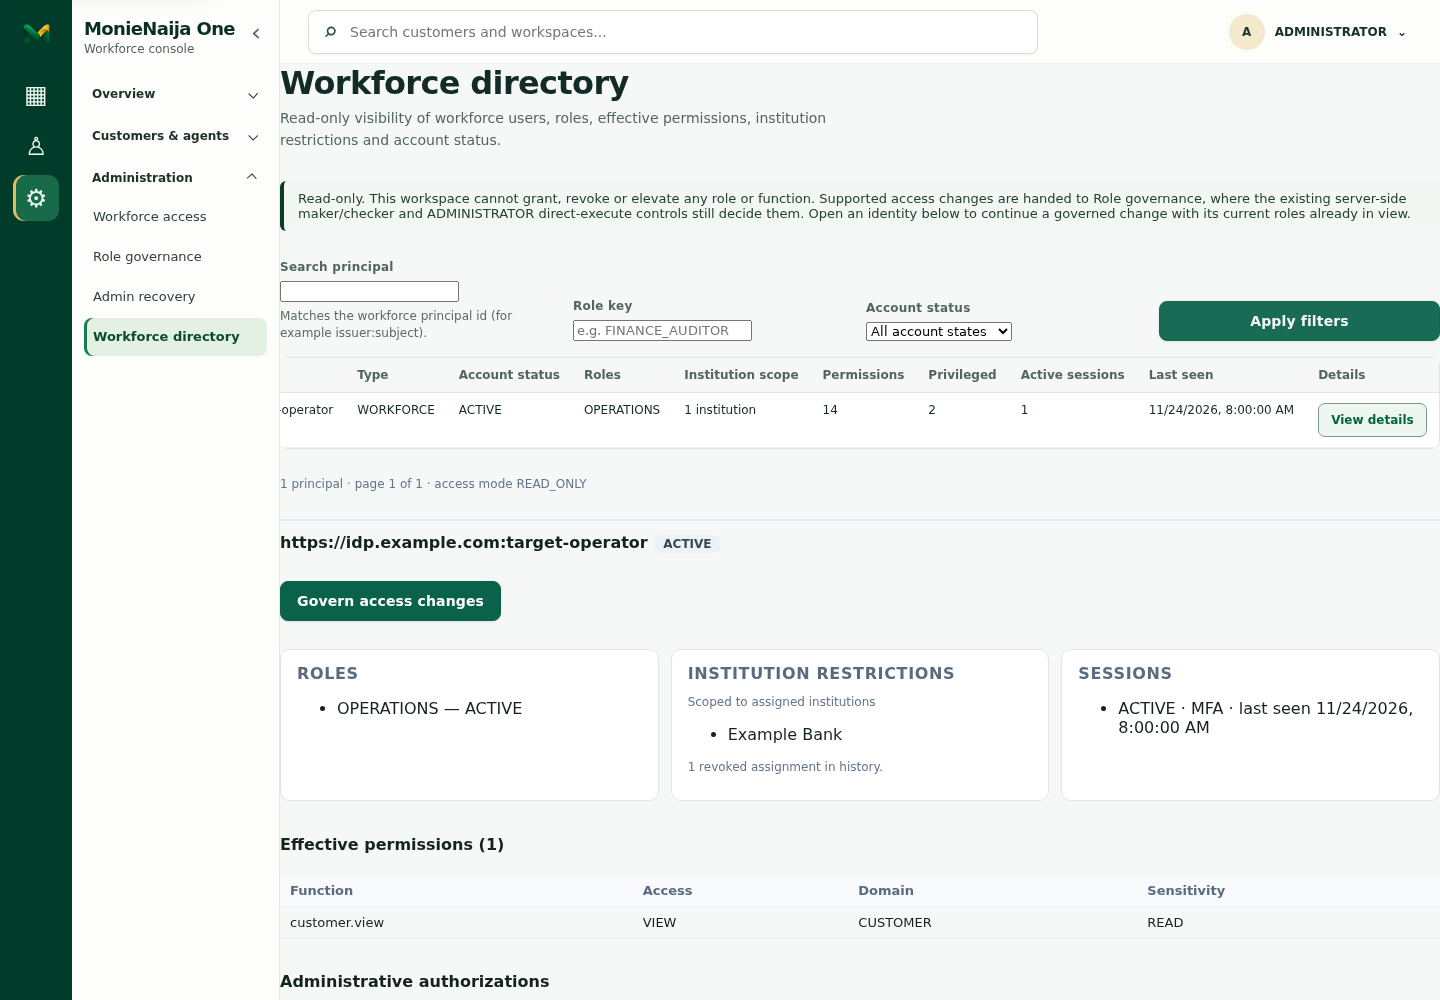 MonieNaija One
Workforce console
Overview
Customers & agents
Administration
Workforce access
Role governance
Admin recovery
Workforce directory
Search customers and workspaces...
A ADMINISTRATOR
Workforce directory
Read-only visibility of workforce users, roles, effective permissions, institution
restrictions and account status.
Read-only. This workspace cannot grant, revoke or elevate any role or function. Supported access changes are handed to Role governance, where the existing server-side
maker/checker and ADMINISTRATOR direct-execute controls still decide them. Open an identity below to continue a governed change with its current roles already in view.
Search principal
Matches the workforce principal id (for
example issuer:subject).
Role key
e.g. FINANCE_AUDITOR
Account status
All account states
Apply filters
Type Account status Roles Institution scope Permissions Privileged Active sessions Last seen Details
-operator WORKFORCE ACTIVE OPERATIONS 1 institution 14 2 1 11/24/2026, 8:00:00 AM View details
1 principal · page 1 of 1 · access mode READ_ONLY
https://idp.example.com:target-operator ACTIVE
Govern access changes
ROLES
• OPERATIONS — ACTIVE
INSTITUTION RESTRICTIONS
Scoped to assigned institutions
• Example Bank
1 revoked assignment in history.
SESSIONS
• ACTIVE · MFA · last seen 11/24/2026,
8:00:00 AM
Effective permissions (1)
Function Access Domain Sensitivity
customer.view VIEW CUSTOMER READ
Administrative authorizations